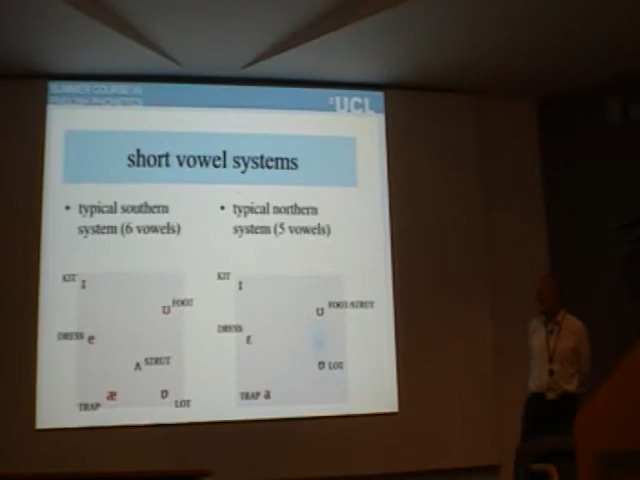 SUMMER COURSE IN
ENGLISH PHONETICS
UCL
short vowel systems
• typical southern
system (6 vowels)
• typical northern
system (5 vowels)
KIT
ɪ
ʊ FOOT
DRESS e
ʌ STRUT
æ
TRAP
ɒ
LOT
KIT
ɪ
ʊ FOOT/STRUT
DRESS
ɛ
ɒ LOT
TRAP a